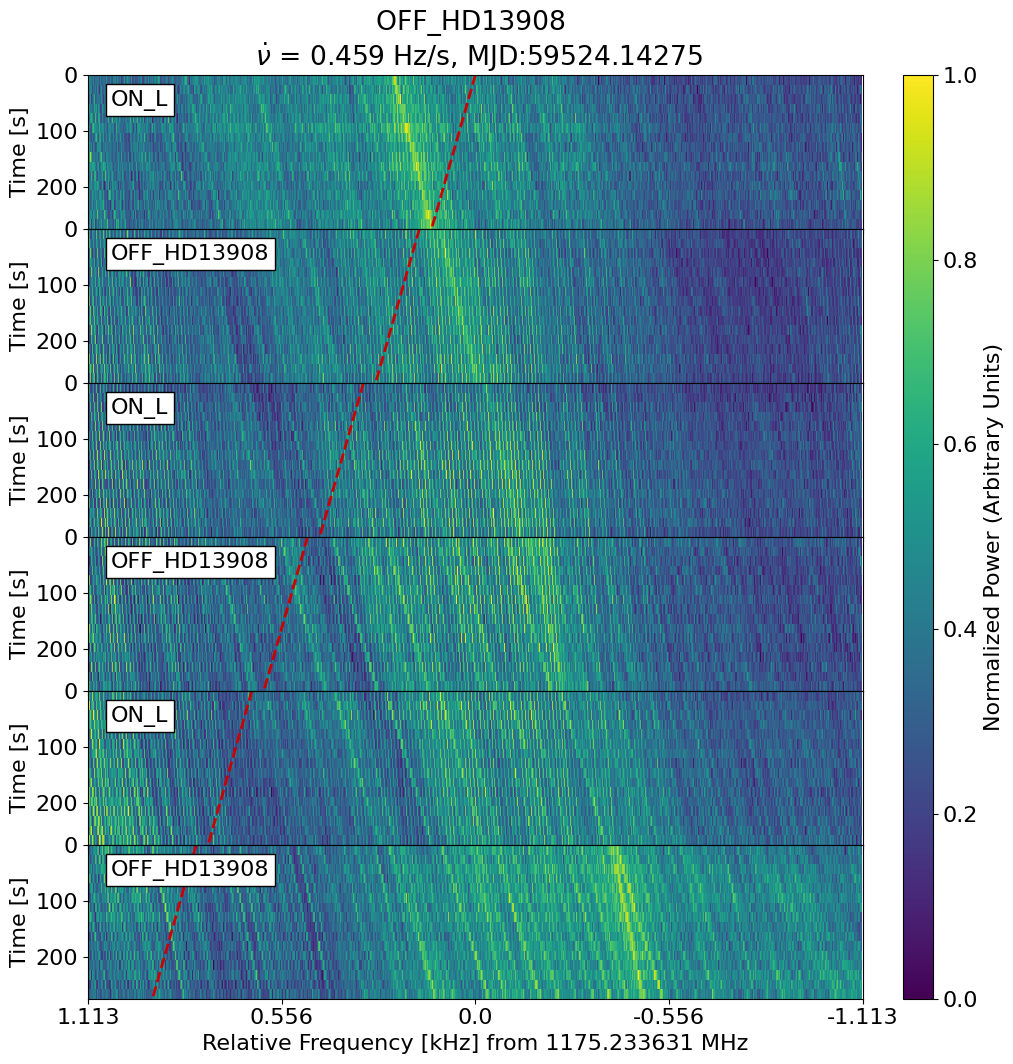 OFF_HD13908
ν̇ = 0.459 Hz/s, MJD:59524.14275
0
100
200
Time [s]
ON_L
0
100
200
Time [s]
OFF_HD13908
0
100
200
Time [s]
ON_L
0
100
200
Time [s]
OFF_HD13908
0
100
200
Time [s]
ON_L
0
100
200
Time [s]
OFF_HD13908
1.113 0.556 0.0 -0.556 -1.113
Relative Frequency [kHz] from 1175.233631 MHz
1.0
0.8
0.6
0.4
0.2
0.0
Normalized Power (Arbitrary Units)